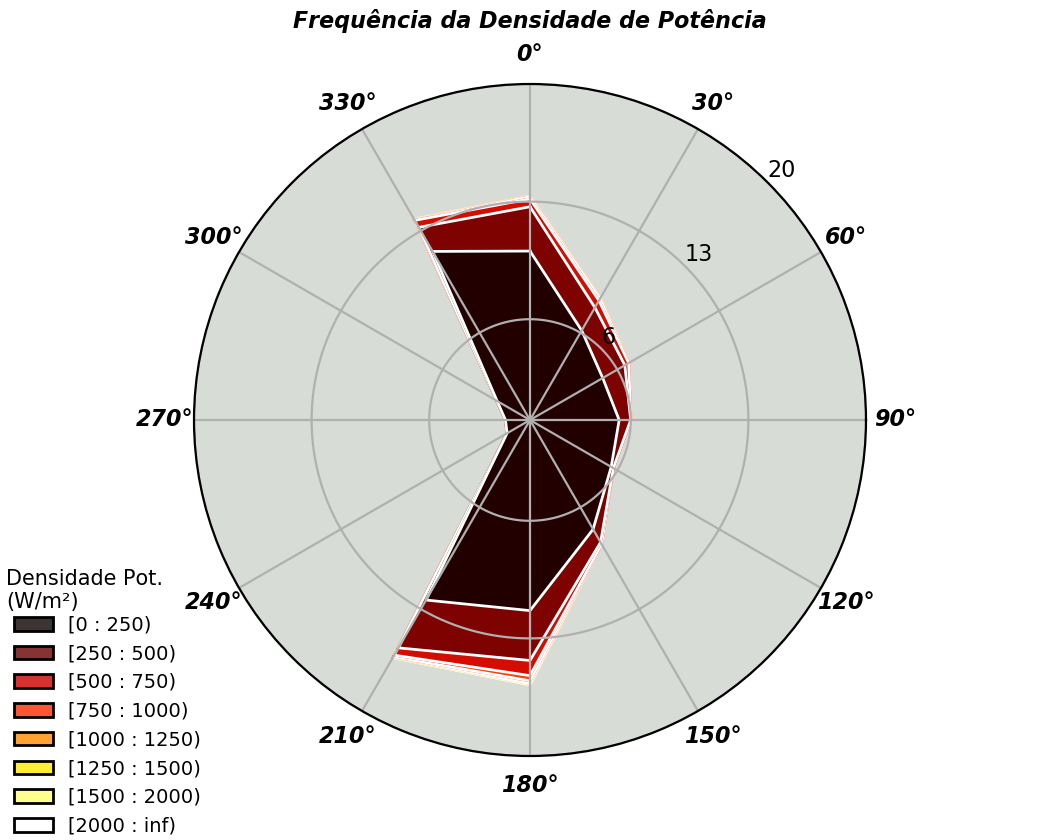 Frequência da Densidade de Potência
0°
330°
30°
20
300°
60°
13
6
270°
90°
240°
120°
210°
150°
180°
Densidade Pot.
(W/m²)
[0 : 250)
[250 : 500)
[500 : 750)
[750 : 1000)
[1000 : 1250)
[1250 : 1500)
[1500 : 2000)
[2000 : inf)